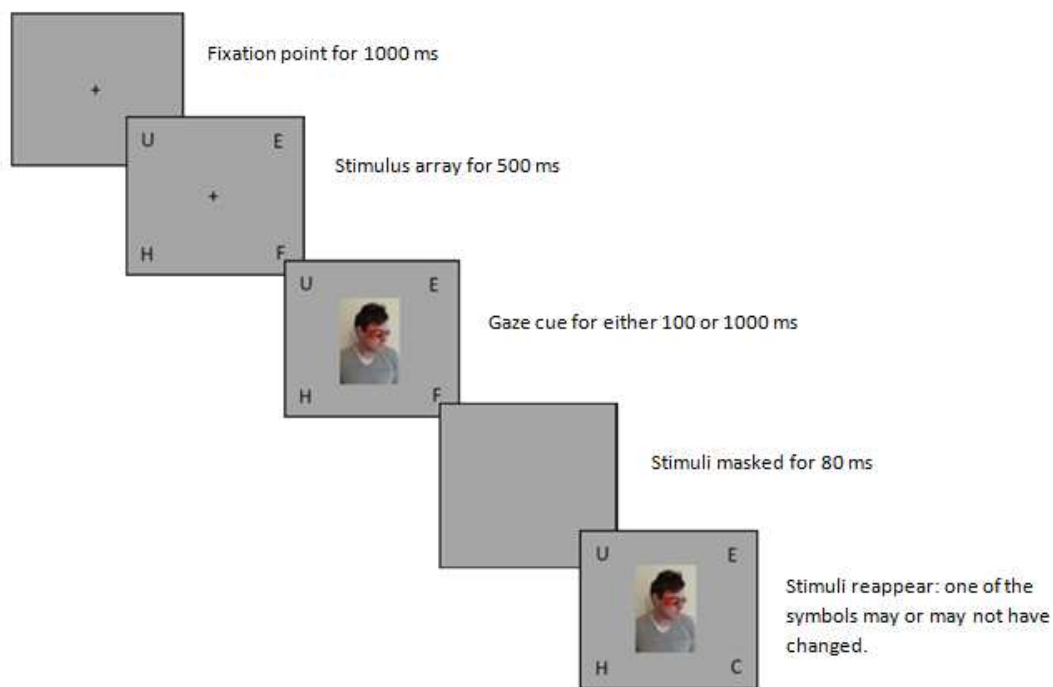 Fixation point for 1000 ms
+
U E
Stimulus array for 500 ms
+
H F
U E
Gaze cue for either 100 or 1000 ms
H F
Stimuli masked for 80 ms
U E
Stimuli reappear: one of the
symbols may or may not have
changed.
H C